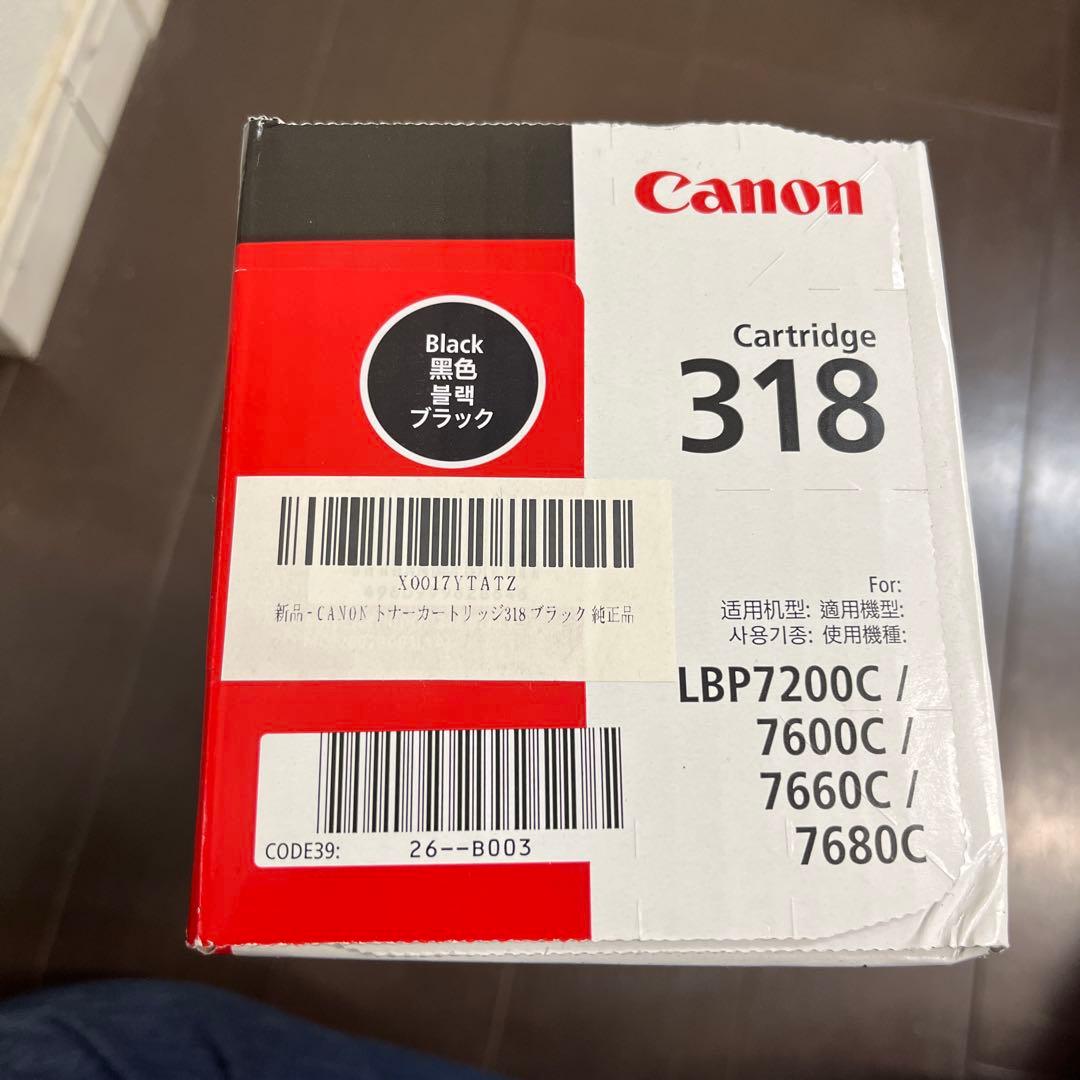 Canon
Black
黑色
블랙
ブラック
Cartridge
318
X0017YTATZ
新品 - CANON トナーカートリッジ318 ブラック 純正品
For:
适用机型: 適用機型:
사용기종: 使用機種:
LBP7200C /
7600C /
7660C /
7680C
CODE39: 26--B003